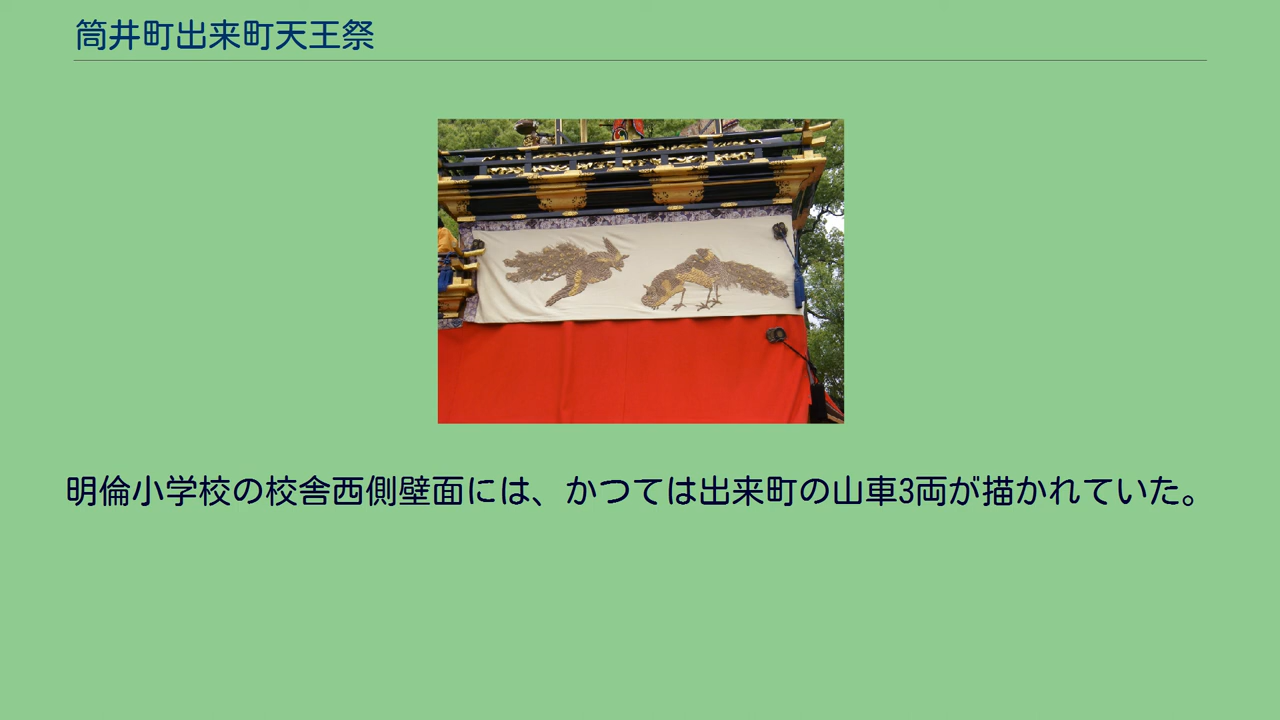 筒井町出来町天王祭
明倫小学校の校舎西側壁面には、かつては出来町の山車3両が描かれていた。